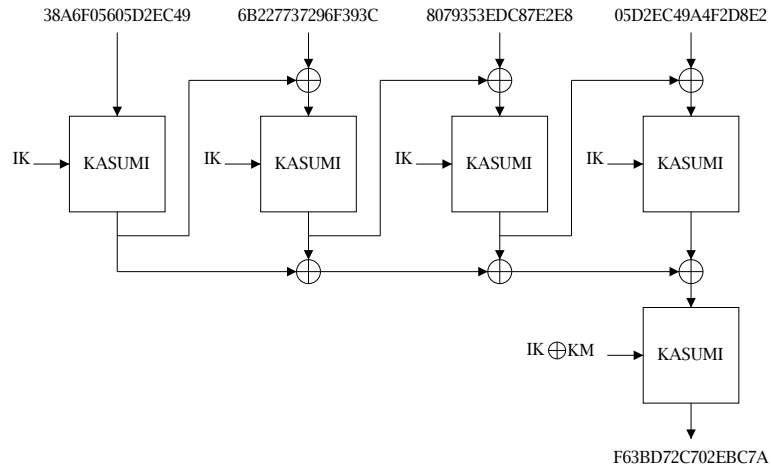 38A6F05605D2EC49 6B227737296F393C 8079353EDC87E2E8 05D2EC49A4F2D8E2
IK KASUMI IK KASUMI IK KASUMI IK KASUMI
IK ⊕KM KASUMI
F63BD72C702EBC7A